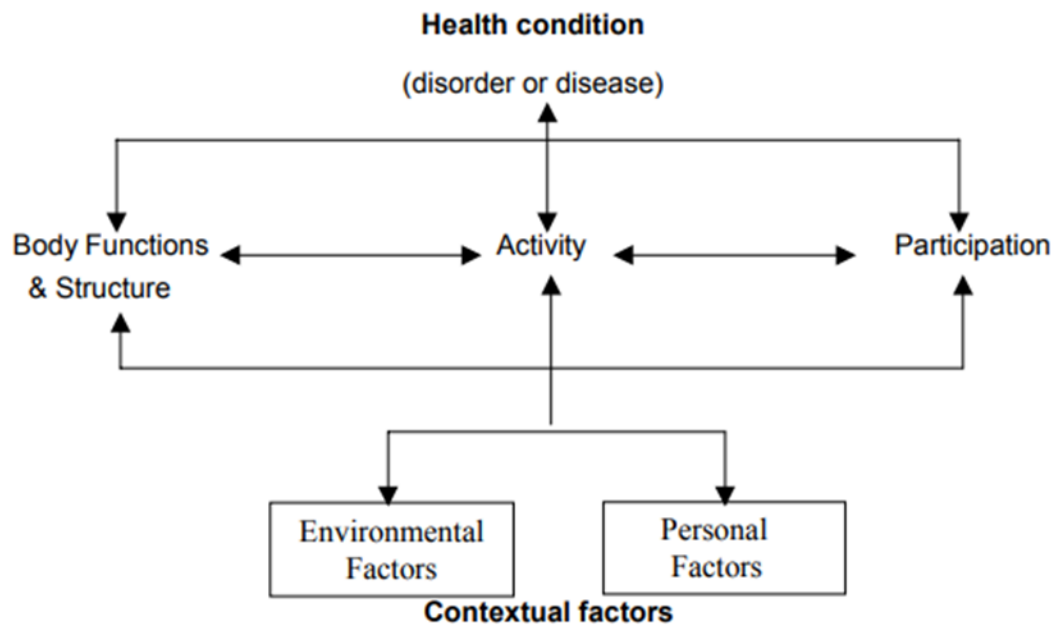 Health condition
(disorder or disease)
Body Functions
& Structure
Activity
Participation
Environmental
Factors
Personal
Factors
Contextual factors